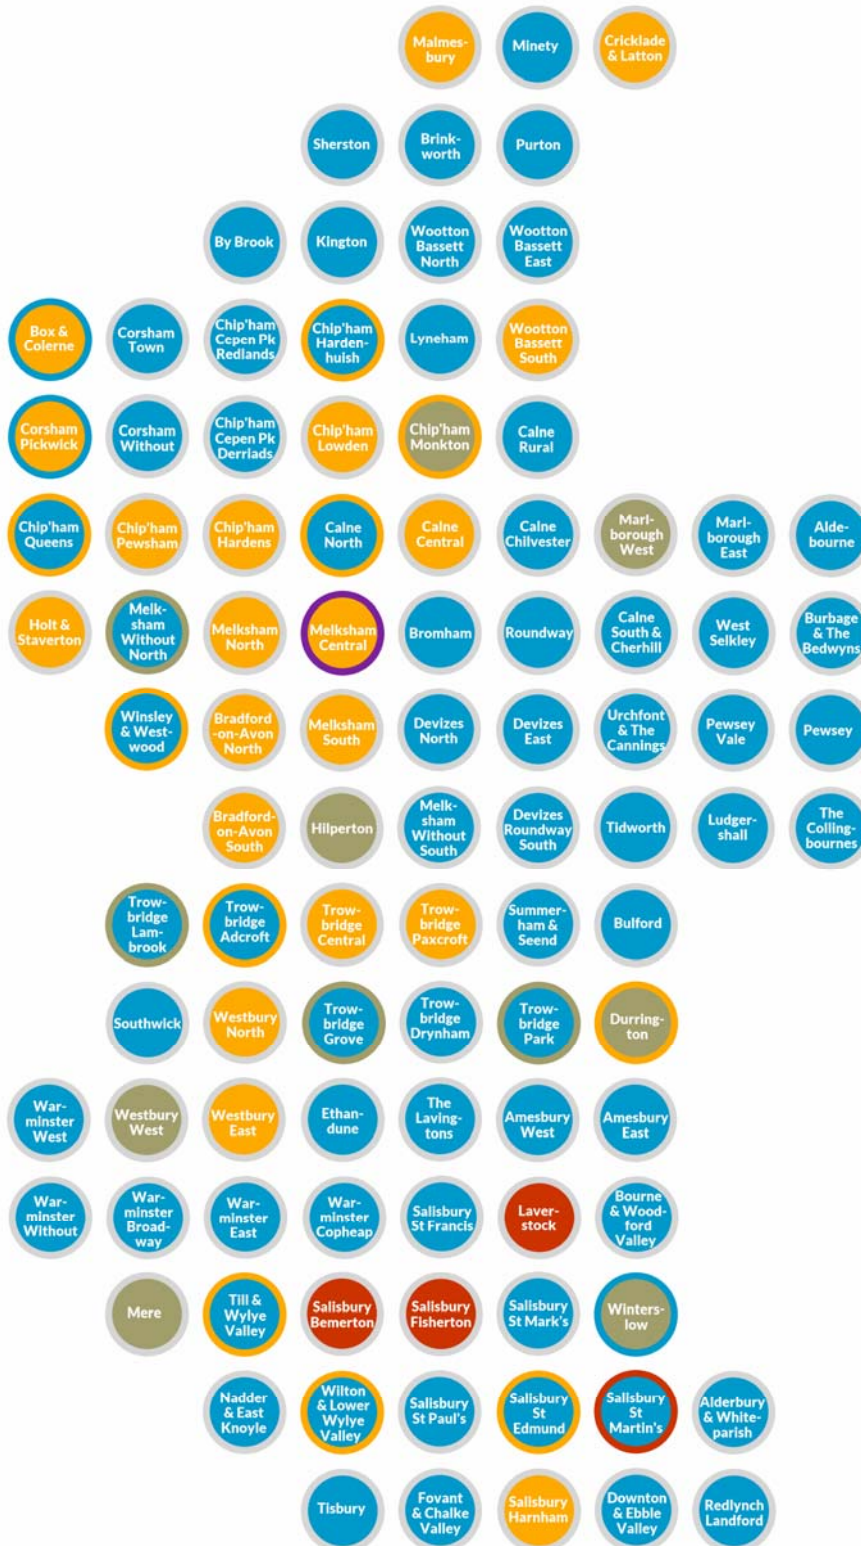 Malmes-
bury
Minety
Cricklade
& Latton
Sherston
Brink-
worth
Purton
By Brook
Kington
Wootton
Bassett
North
Wootton
Bassett
East
Box &
Colerne
Corsham
Town
Chip'ham
Cepen Pk
Redlands
Chip'ham
Harden-
huish
Lyneham
Wootton
Bassett
South
Corsham
Pickwick
Corsham
Without
Chip'ham
Cepen Pk
Derriads
Chip'ham
Lowden
Chip'ham
Monkton
Calne
Rural
Chip'ham
Queens
Chip'ham
Pewsham
Chip'ham
Hardens
Calne
North
Calne
Central
Calne
Chilvester
Marl-
borough
West
Marl-
borough
East
Alde-
bourne
Holt &
Staverton
Melk-
sham
Without
North
Melksham
North
Melksham
Central
Bromham
Roundway
Calne
South &
Cherhill
West
Selkley
Burbage
& The
Bedwyns
Winsley
& West-
wood
Bradford
-on-Avon
North
Melksham
South
Devizes
North
Devizes
East
Urchfont
& The
Cannings
Pewsey
Vale
Pewsey
Bradford-
on-Avon
South
Hilperton
Melk-
sham
Without
South
Devizes
Roundway
South
Tidworth
Ludger-
shall
The
Colling-
bournes
Trow-
bridge
Lam-
brook
Trow-
bridge
Adcroft
Trow-
bridge
Central
Trow-
bridge
Paxcroft
Summer-
ham &
Seend
Bulford
Southwick
Westbury
North
Trow-
bridge
Grove
Trow-
bridge
Drynham
Trow-
bridge
Park
Durring-
ton
War-
minster
West
Westbury
West
Westbury
East
Ethan-
dune
The
Laving-
tons
Amesbury
West
Amesbury
East
War-
minster
Without
War-
minster
Broad-
way
War-
minster
East
War-
minster
Copheap
Salisbury
St Francis
Laver-
stock
Bourne
& Wood-
ford
Valley
Mere
Till &
Wylye
Valley
Salisbury
Bemerton
Salisbury
Fisherton
Salisbury
St Mark's
Winters-
low
Nadder
& East
Knoyle
Wilton
& Lower
Wylye
Valley
Salisbury
St Paul's
Salisbury
St
Edmund
Salisbury
St
Martin's
Alderbury
& White-
parish
Tisbury
Fovant
& Chalke
Valley
Salisbury
Harnham
Downton
& Ebble
Valley
Redlynch
Landford